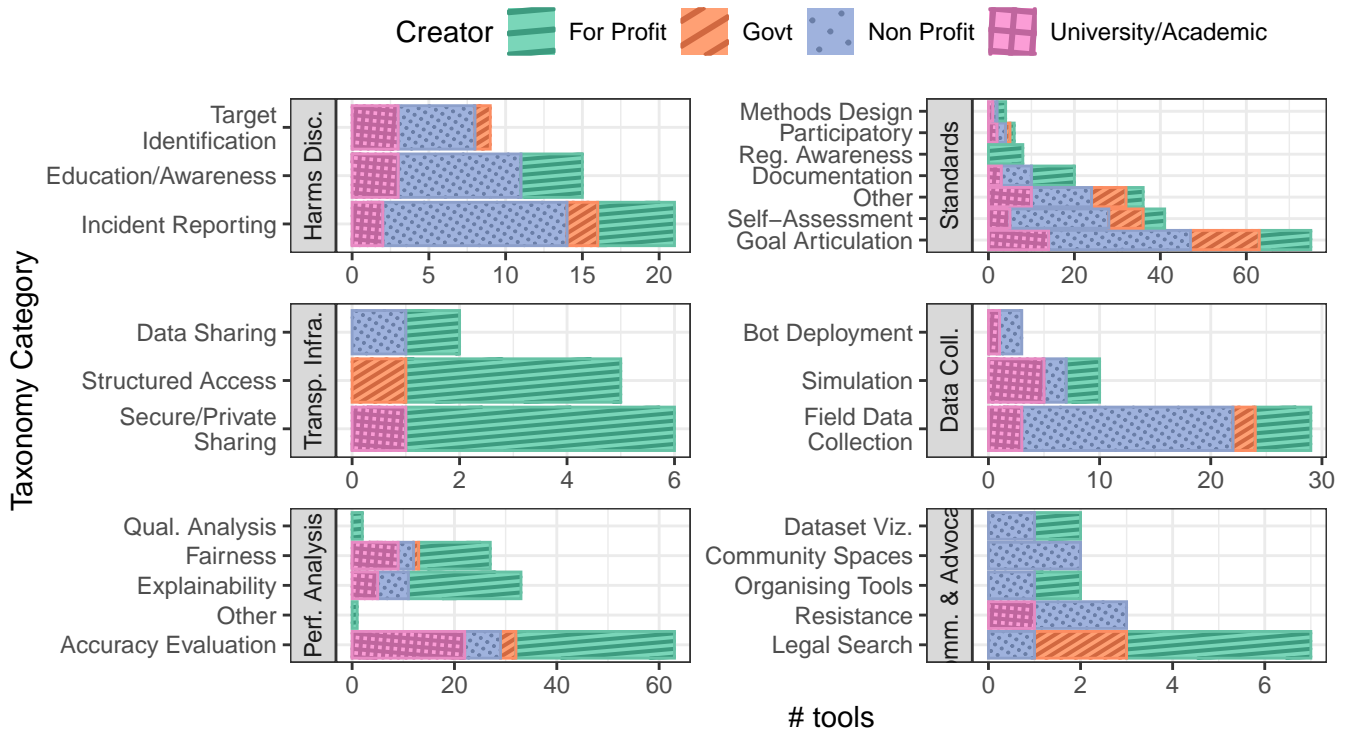 Creator For Profit Govt Non Profit University/Academic
Taxonomy Category
Target
Identification
Education/Awareness
Incident Reporting
Harms Disc.
0 5 10 15 20
Methods Design
Participatory
Reg. Awareness
Documentation
Other
Self−Assessment
Goal Articulation
Standards
0 20 40 60
Data Sharing
Structured Access
Secure/Private
Sharing
Transp. Infra.
0 2 4 6
Bot Deployment
Simulation
Field Data
Collection
Data Coll.
0 10 20 30
Qual. Analysis
Fairness
Explainability
Other
Accuracy Evaluation
Perf. Analysis
0 20 40 60
Dataset Viz.
Community Spaces
Organising Tools
Resistance
Legal Search
omm. & Advoca
0 2 4 6
# tools